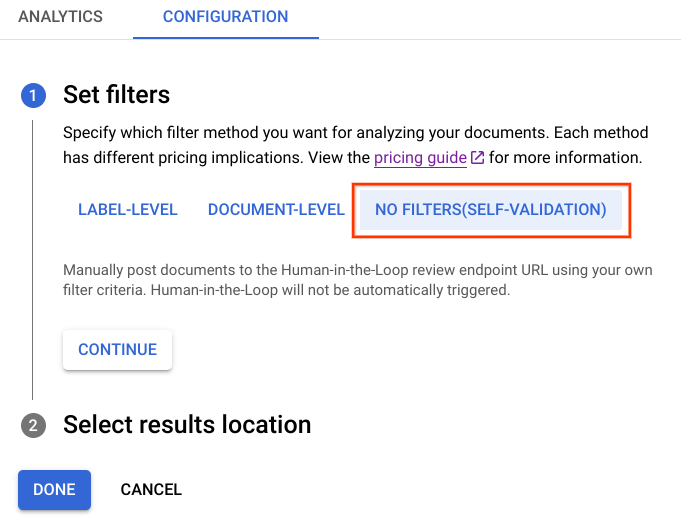 ANALYTICS CONFIGURATION
1 Set filters
Specify which filter method you want for analyzing your documents. Each method
has different pricing implications. View the pricing guide for more information.
LABEL-LEVEL DOCUMENT-LEVEL NO FILTERS(SELF-VALIDATION)
Manually post documents to the Human-in-the-Loop review endpoint URL using your own
filter criteria. Human-in-the-Loop will not be automatically triggered.
CONTINUE
2 Select results location
DONE CANCEL